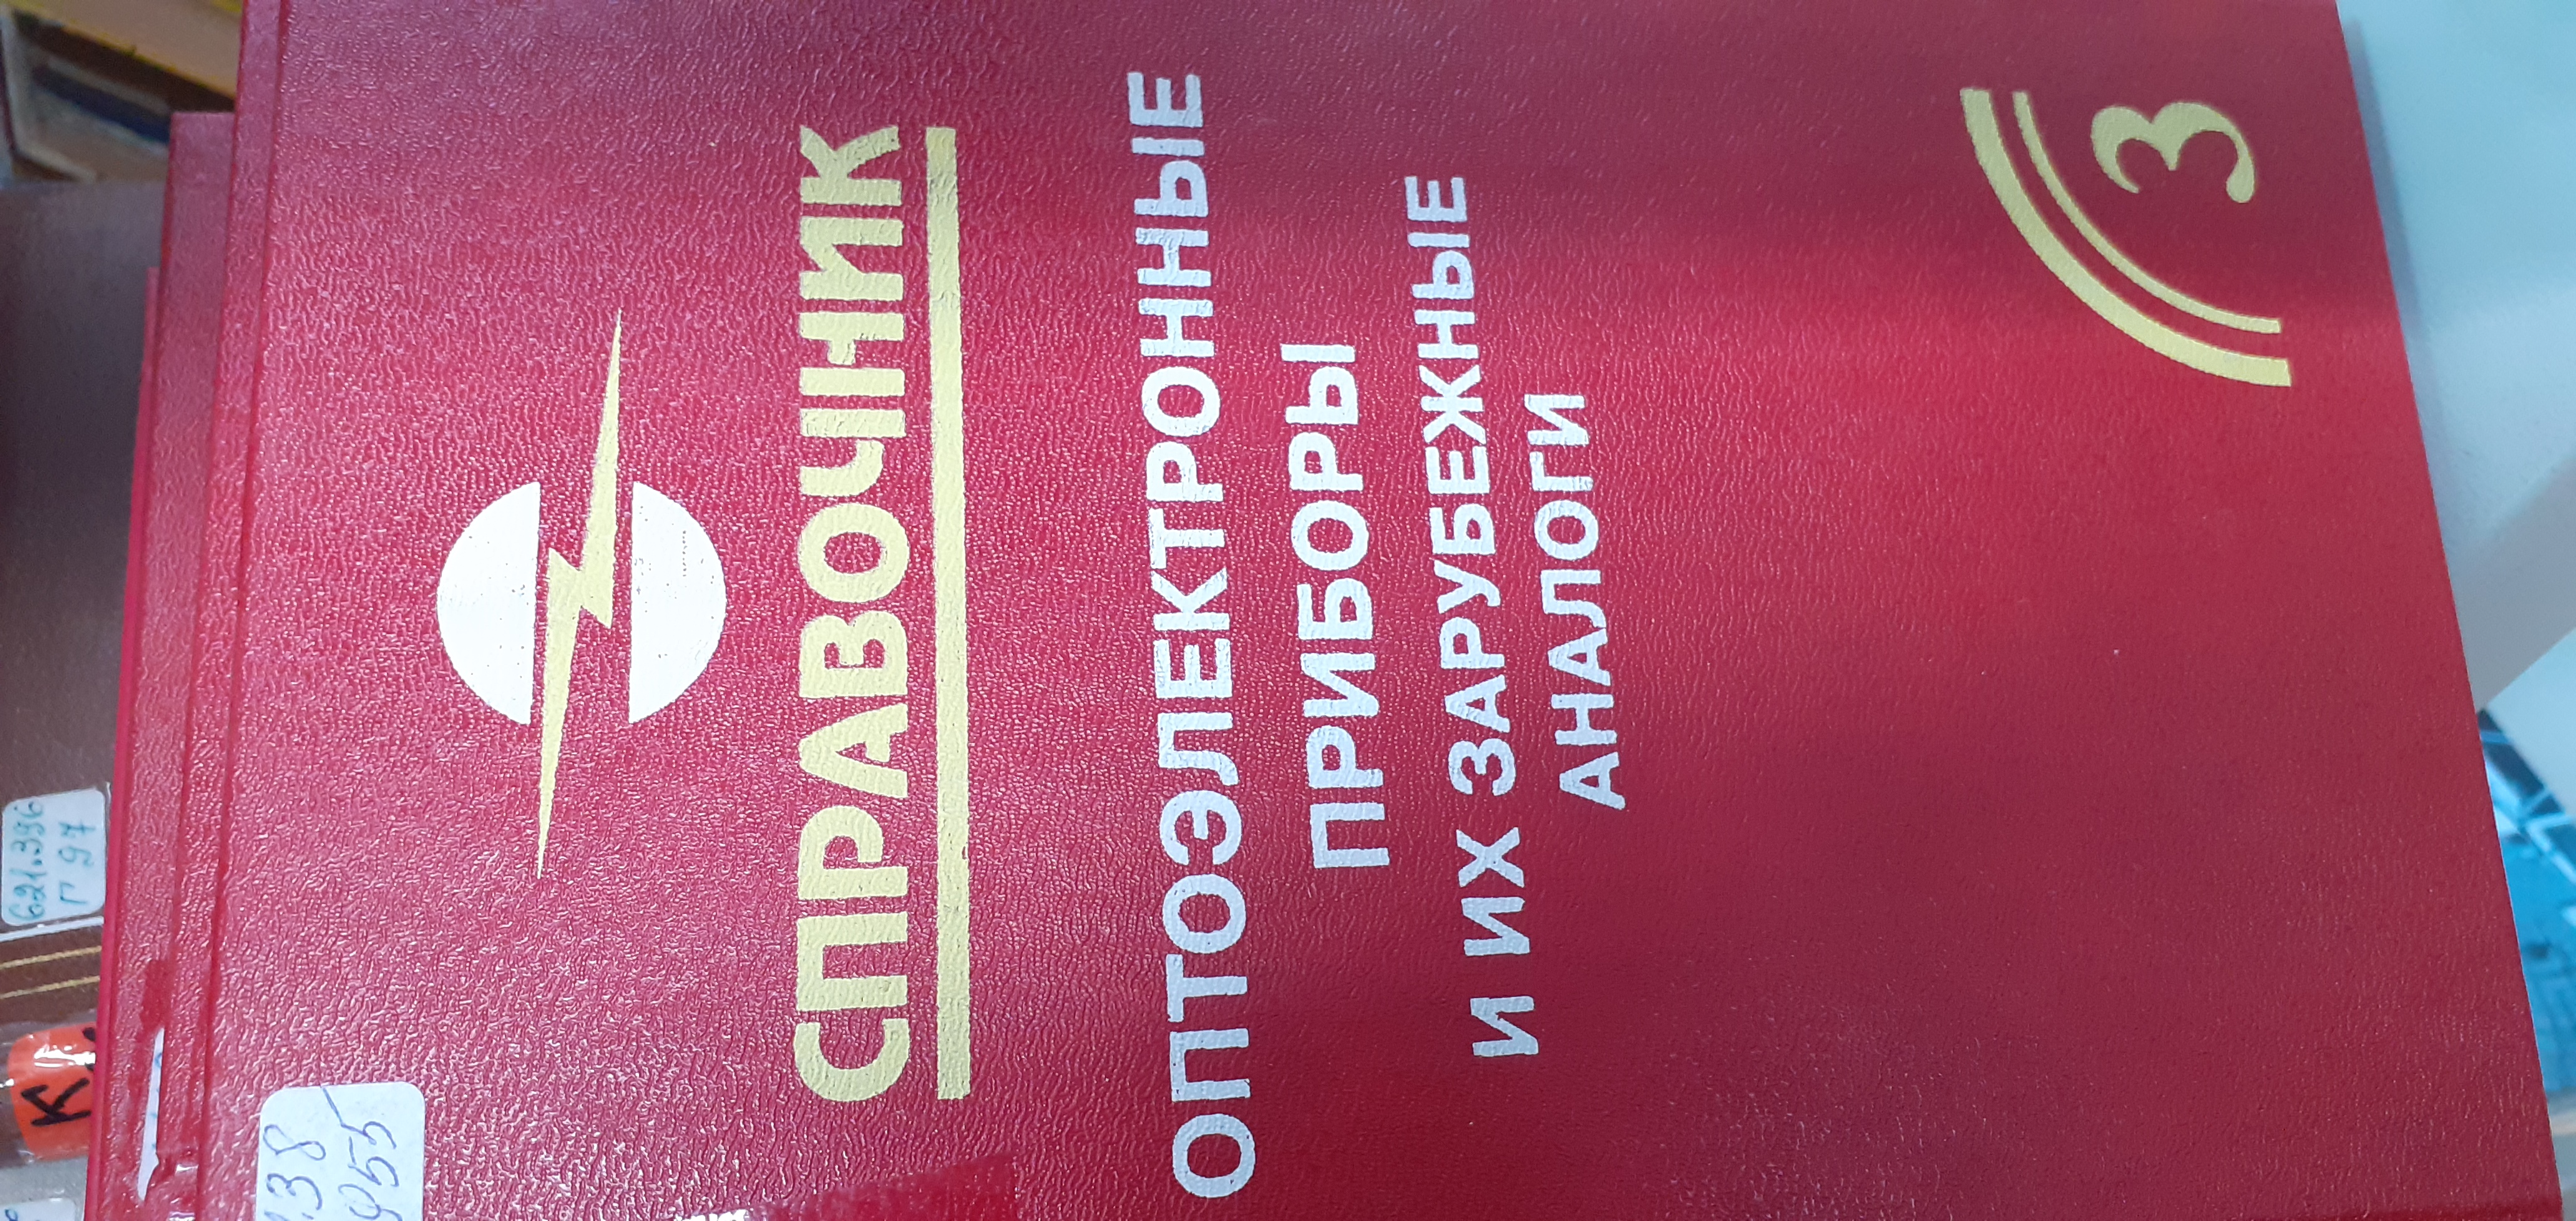 СПРАВОЧНИК
ОПТОЭЛЕКТРОННЫЕ
ПРИБОРЫ
И ИХ ЗАРУБЕЖНЫЕ
АНАЛОГИ
3
621.396
Г 97